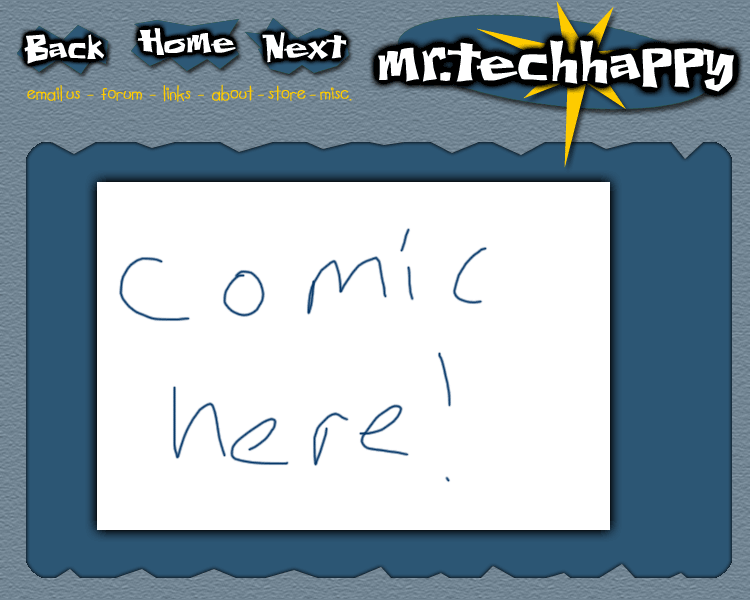 Back Home Next
mr.techhappy
email us - forum - links - about - store - misc.
comic
here!